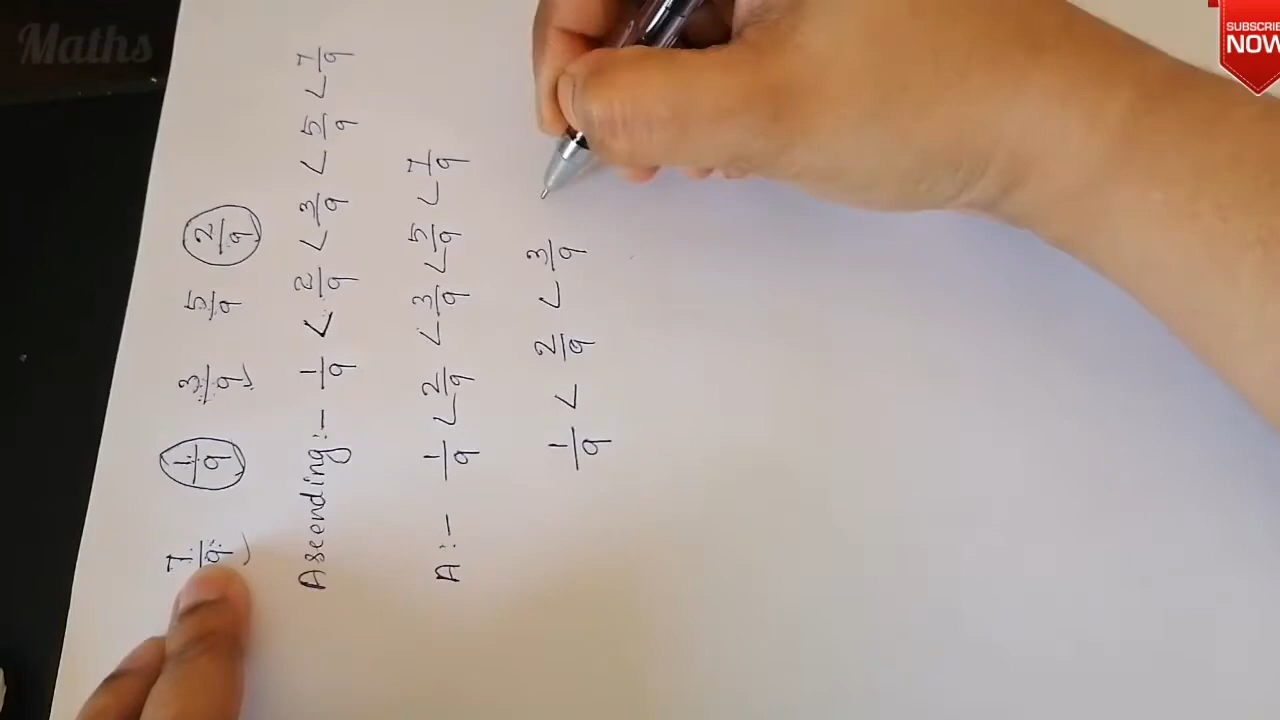 Maths
SUBSCRIBE
NOW
7/9 1/9 3/9 5/9 2/9
Ascending:- 1/9 < 2/9 < 3/9 < 5/9 < 7/9
A:- 1/9 < 2/9 < 3/9 < 5/9 < 7/9
1/9 < 2/9 < 3/9